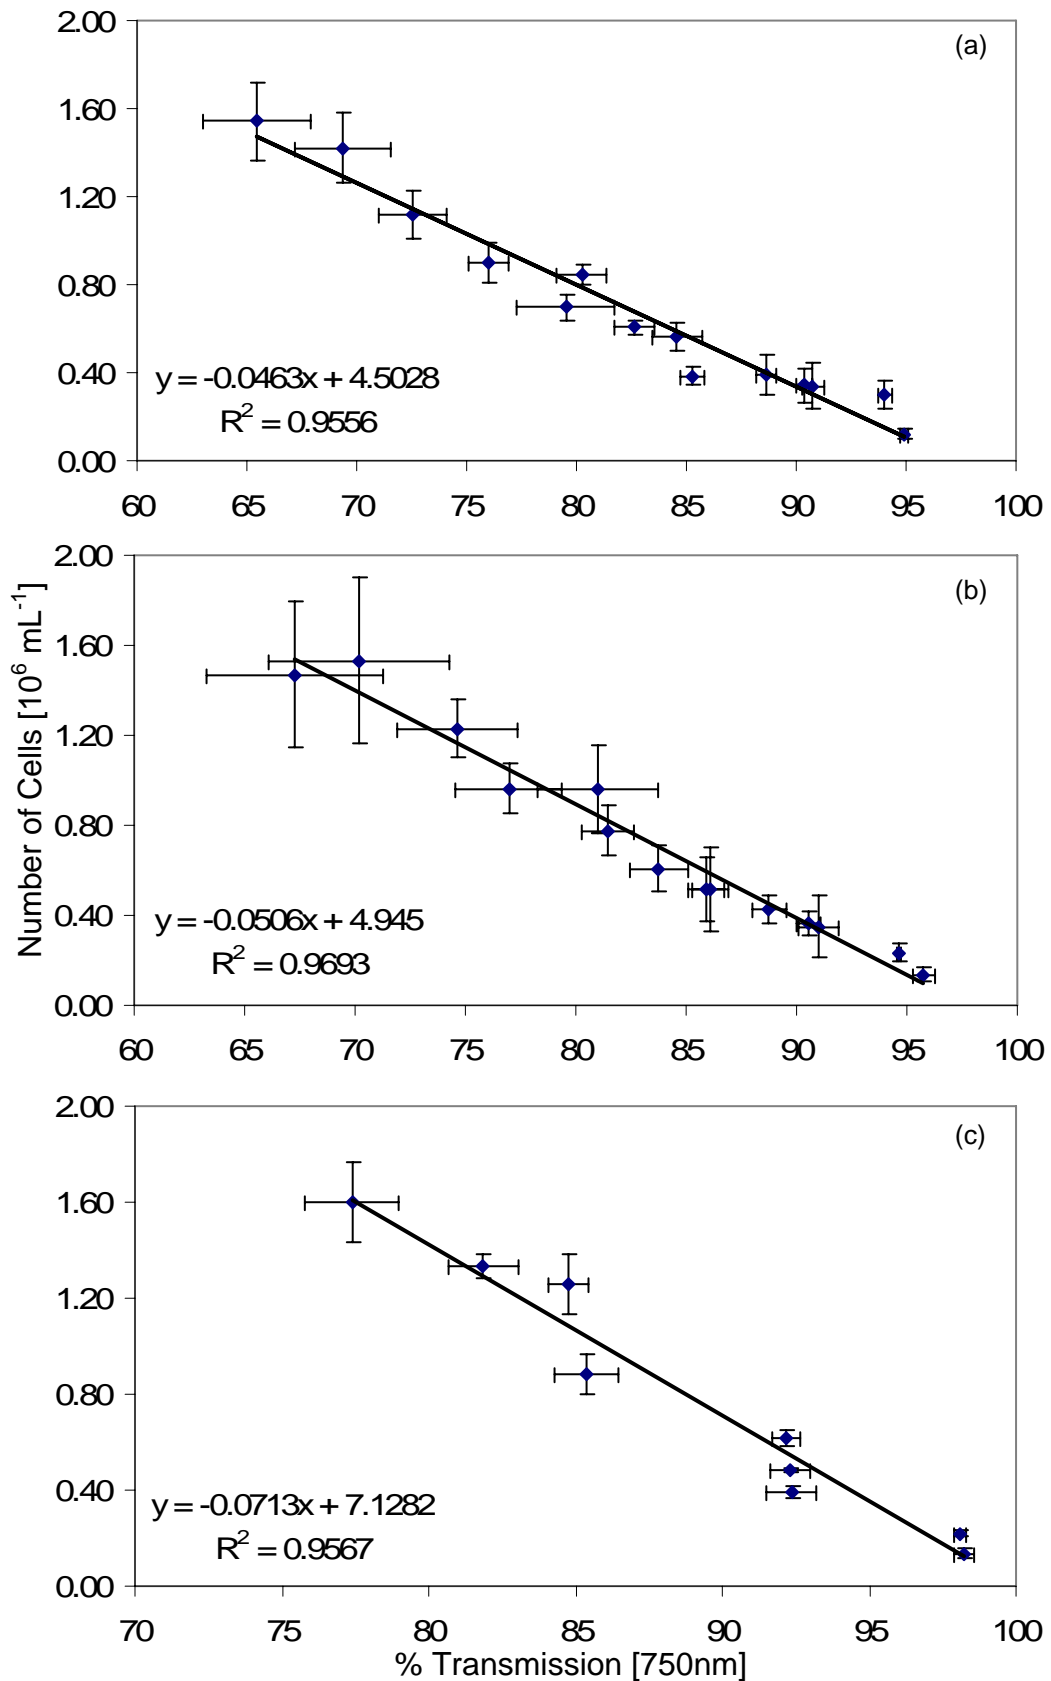 2.00
(a)
1.60
1.20
0.80
0.40
y = -0.0463x + 4.5028
R² = 0.9556
0.00
60 65 70 75 80 85 90 95 100
Number of Cells [10⁶ mL⁻¹]
2.00
(b)
1.60
1.20
0.80
0.40
y = -0.0506x + 4.945
R² = 0.9693
0.00
60 65 70 75 80 85 90 95 100
2.00
(c)
1.60
1.20
0.80
0.40
y = -0.0713x + 7.1282
R² = 0.9567
0.00
70 75 80 85 90 95 100
% Transmission [750nm]